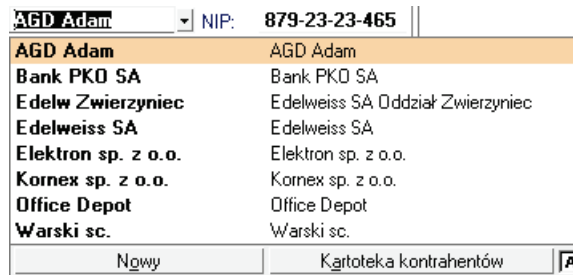 AGD Adam NIP: 879-23-23-465
AGD Adam AGD Adam
Bank PKO SA Bank PKO SA
Edelw Zwierzyniec Edelweiss SA Oddział Zwierzyniec
Edelweiss SA Edelweiss SA
Elektron sp. z o.o. Elektron sp. z o.o.
Kornex sp. z o.o. Kornex sp. z o.o.
Office Depot Office Depot
Warski sc. Warski sc.
Nowy Kartoteka kontrahentów